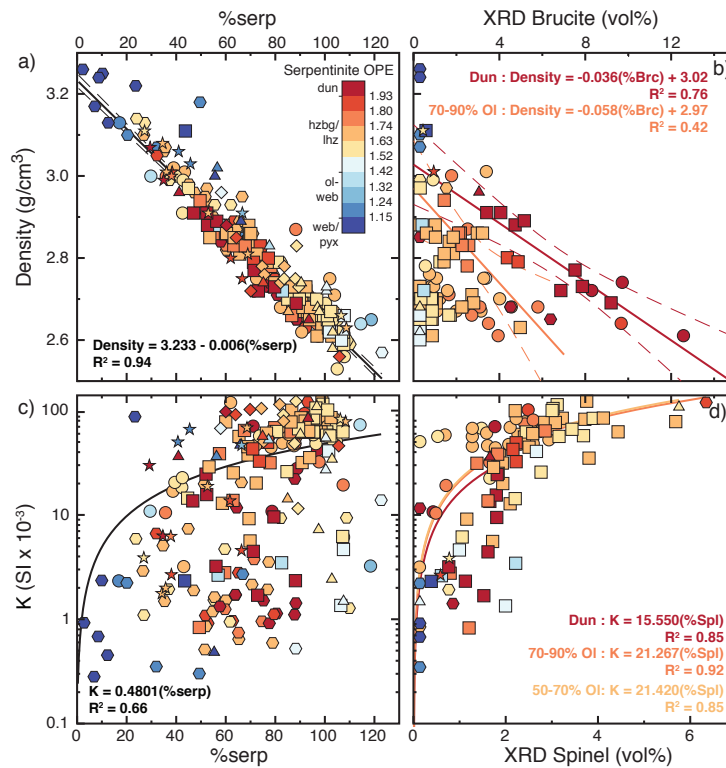 %serp
XRD Brucite (vol%)
0 20 40 60 80 100 120
0 4 8 12
a)
b)
Density (g/cm³)
3.2
3.0
2.8
2.6
Serpentinite OPE
dun
hzbg/
lhz
ol-
web
web/
pyx
1.93
1.80
1.74
1.63
1.52
1.42
1.32
1.24
1.15
Density = 3.233 - 0.006(%serp)
R² = 0.94
Dun : Density = -0.036(%Brc) + 3.02
R² = 0.76
70-90% Ol : Density = -0.058(%Brc) + 2.97
R² = 0.42
c)
d)
K (SI x 10⁻³)
100
10
1
0.1
K = 0.4801(%serp)
R² = 0.66
Dun : K = 15.550(%Spl)
R² = 0.85
70-90% Ol : K = 21.267(%Spl)
R² = 0.92
50-70% Ol: K = 21.420(%Spl)
R² = 0.85
0 20 40 60 80 100 120
0 2 4 6
%serp
XRD Spinel (vol%)